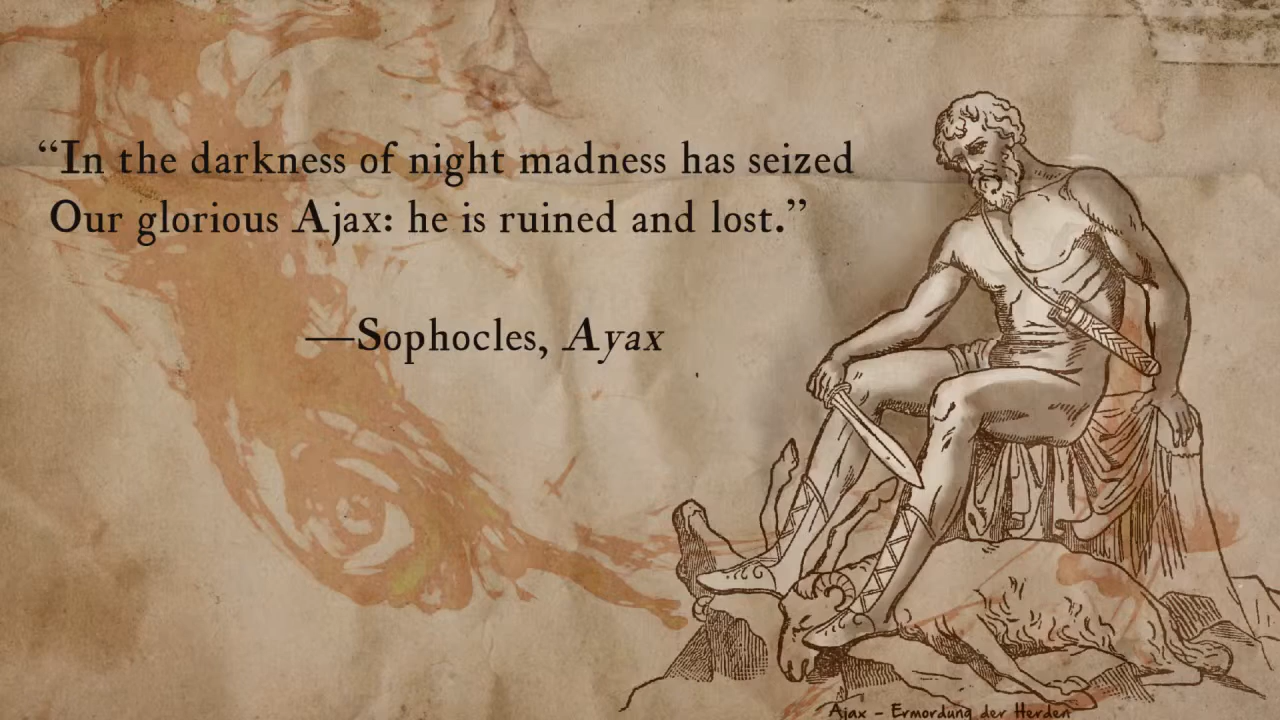 “In the darkness of night madness has seized
Our glorious Ajax: he is ruined and lost.”
—Sophocles, Ayax
Ajax – Ermordung der Herden